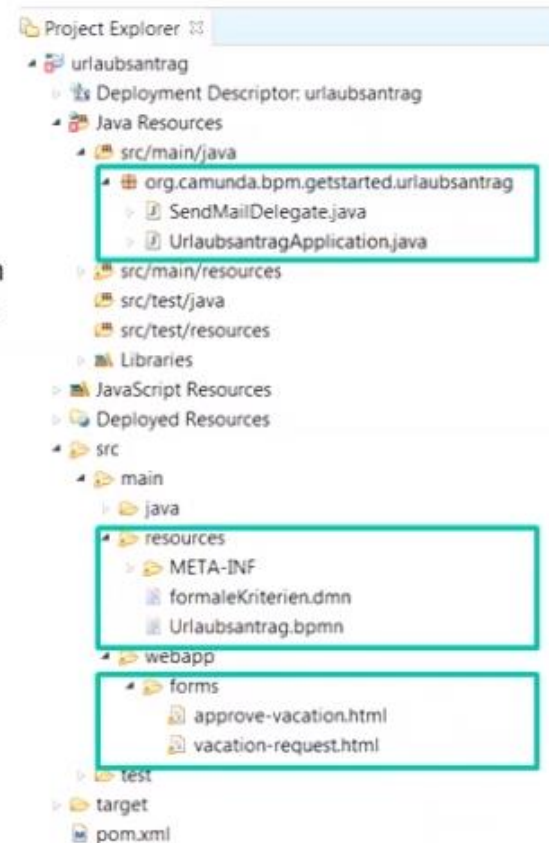 Project Explorer
urlaubsantrag
Deployment Descriptor: urlaubsantrag
Java Resources
src/main/java
org.camunda.bpm.getstarted.urlaubsantrag
SendMailDelegate.java
UrlaubsantragApplication.java
src/main/resources
src/test/java
src/test/resources
Libraries
JavaScript Resources
Deployed Resources
src
main
java
resources
META-INF
formaleKriterien.dmn
Urlaubsantrag.bpmn
webapp
forms
approve-vacation.html
vacation-request.html
test
target
pom.xml